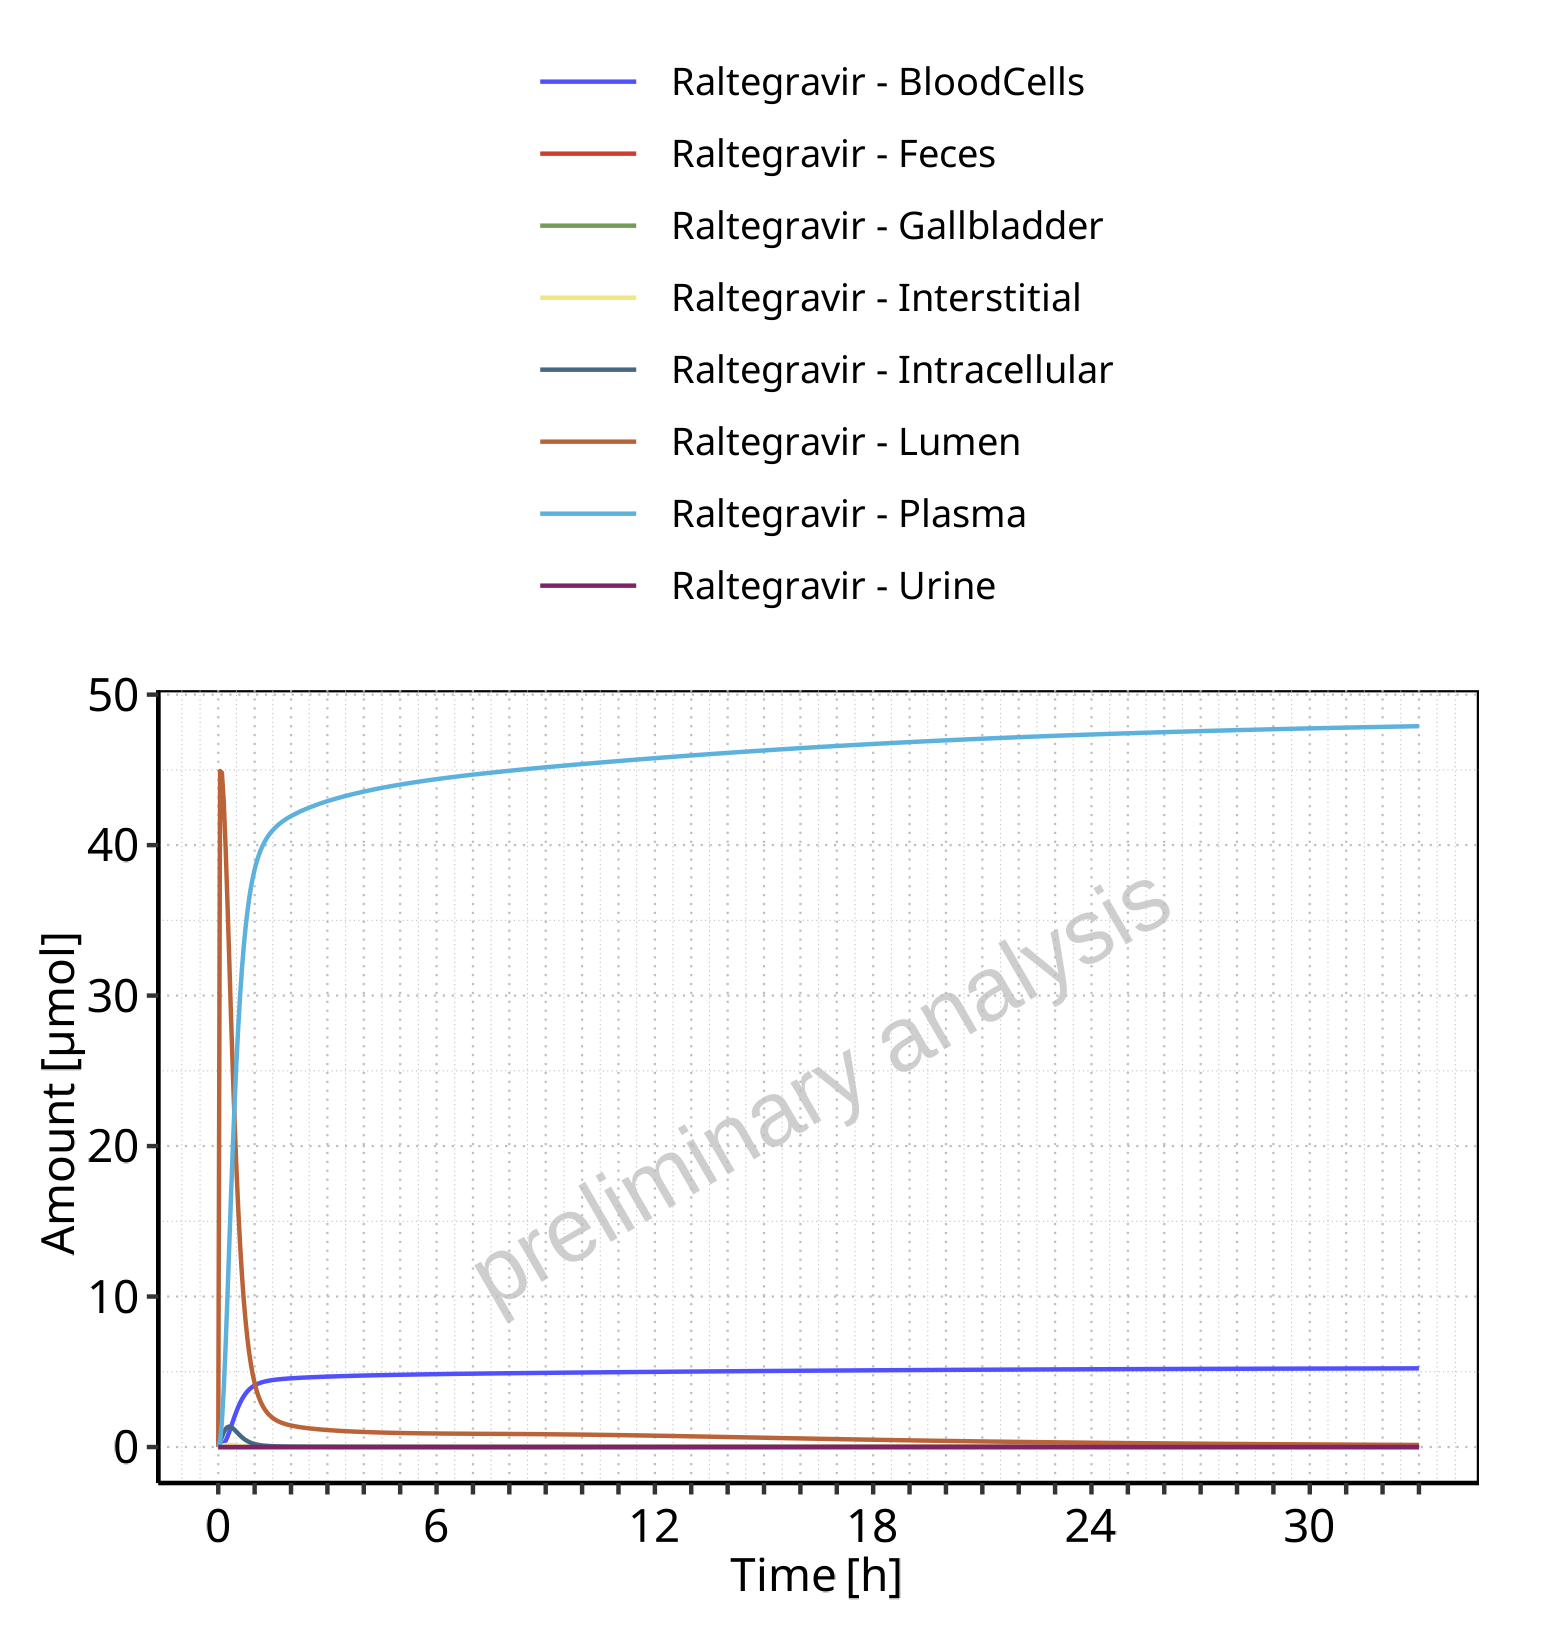 Raltegravir - BloodCells
Raltegravir - Feces
Raltegravir - Gallbladder
Raltegravir - Interstitial
Raltegravir - Intracellular
Raltegravir - Lumen
Raltegravir - Plasma
Raltegravir - Urine
50
40
30
20
10
0
Amount [µmol]
preliminary analysis
0 6 12 18 24 30
Time [h]